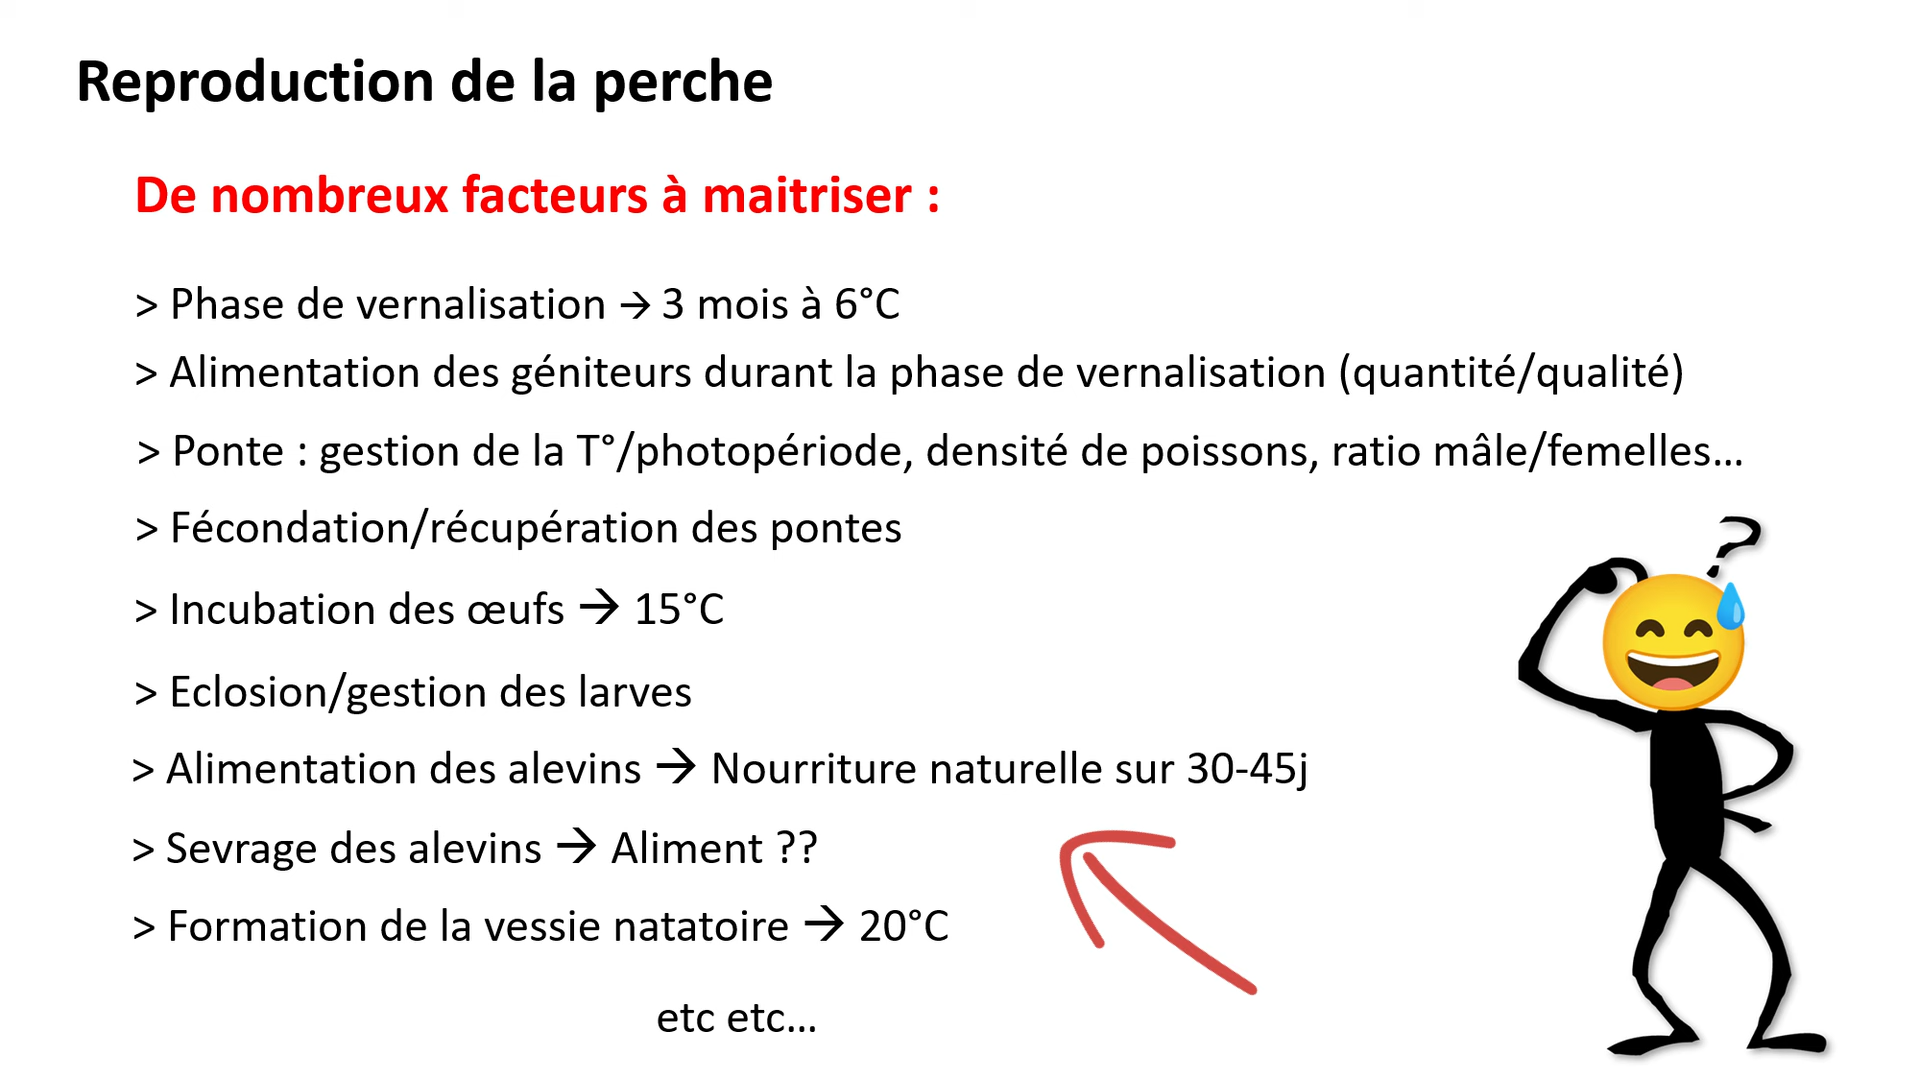 Reproduction de la perche
De nombreux facteurs à maitriser :
> Phase de vernalisation → 3 mois à 6°C
> Alimentation des géniteurs durant la phase de vernalisation (quantité/qualité)
> Ponte : gestion de la T°/photopériode, densité de poissons, ratio mâle/femelles...
> Fécondation/récupération des pontes
> Incubation des œufs → 15°C
> Eclosion/gestion des larves
> Alimentation des alevins → Nourriture naturelle sur 30-45j
> Sevrage des alevins → Aliment ??
> Formation de la vessie natatoire → 20°C
etc etc...
?